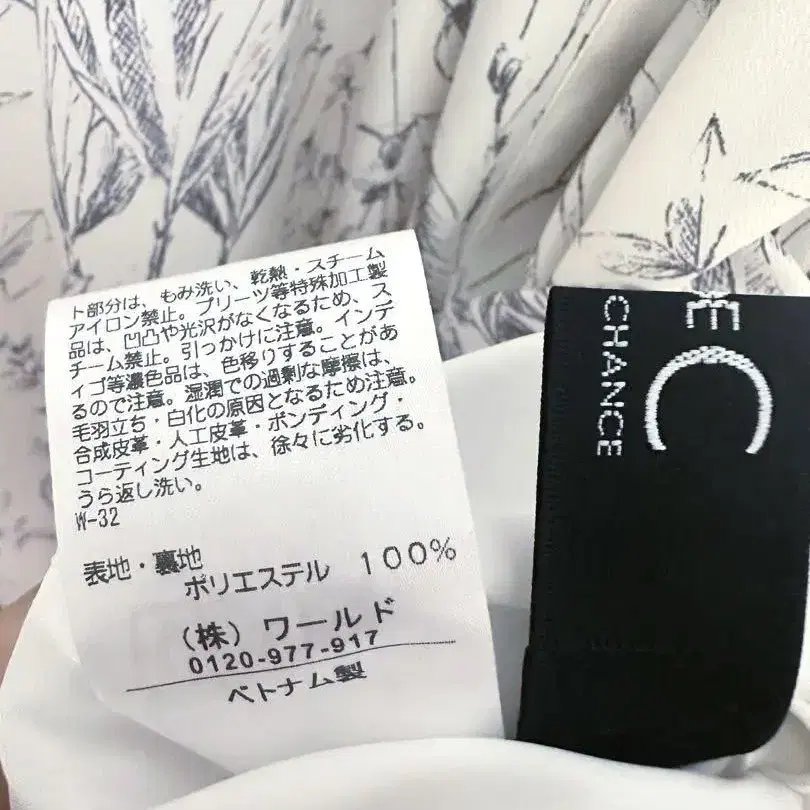 ト部分は、もみ洗い、乾熱・スチーム
アイロン禁止。プリーツ等特殊加工製
品は、凹凸や光沢がなくなるため、ス
チーム禁止。引っかけに注意。インデ
ィゴ等濃色品は、色移りすることがあ
るので注意。湿潤での過剰な摩擦は、
毛羽立ち・白化の原因となるため注意。
合成皮革・人工皮革・ボンディング・
コーティング生地は、徐々に劣化する。
うら返し洗い。
W-32
表地・裏地
ポリエステル 100%
(株) ワールド
0120-977-917
ベトナム製
CHANCE